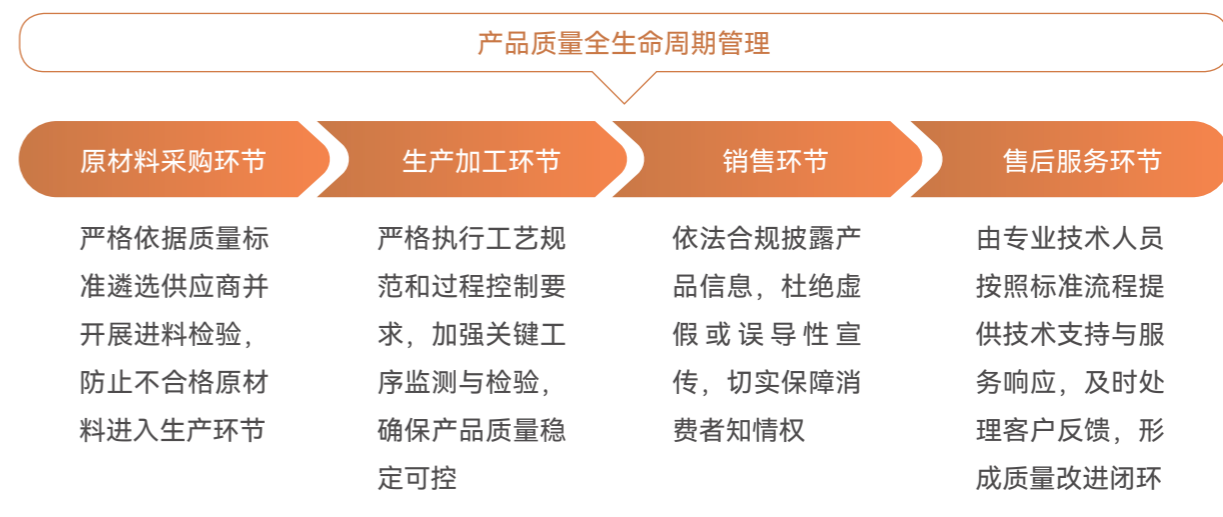 产品质量全生命周期管理
原材料采购环节
严格依据质量标
准遴选供应商并
开展进料检验，
防止不合格原材
料进入生产环节
生产加工环节
严格执行工艺规
范和过程控制要
求，加强关键工
序监测与检验，
确保产品质量稳
定可控
销售环节
依法合规披露产
品信息，杜绝虚
假或误导性宣
传，切实保障消
费者知情权
售后服务环节
由专业技术人员
按照标准流程提
供技术支持与服
务响应，及时处
理客户反馈，形
成质量改进闭环